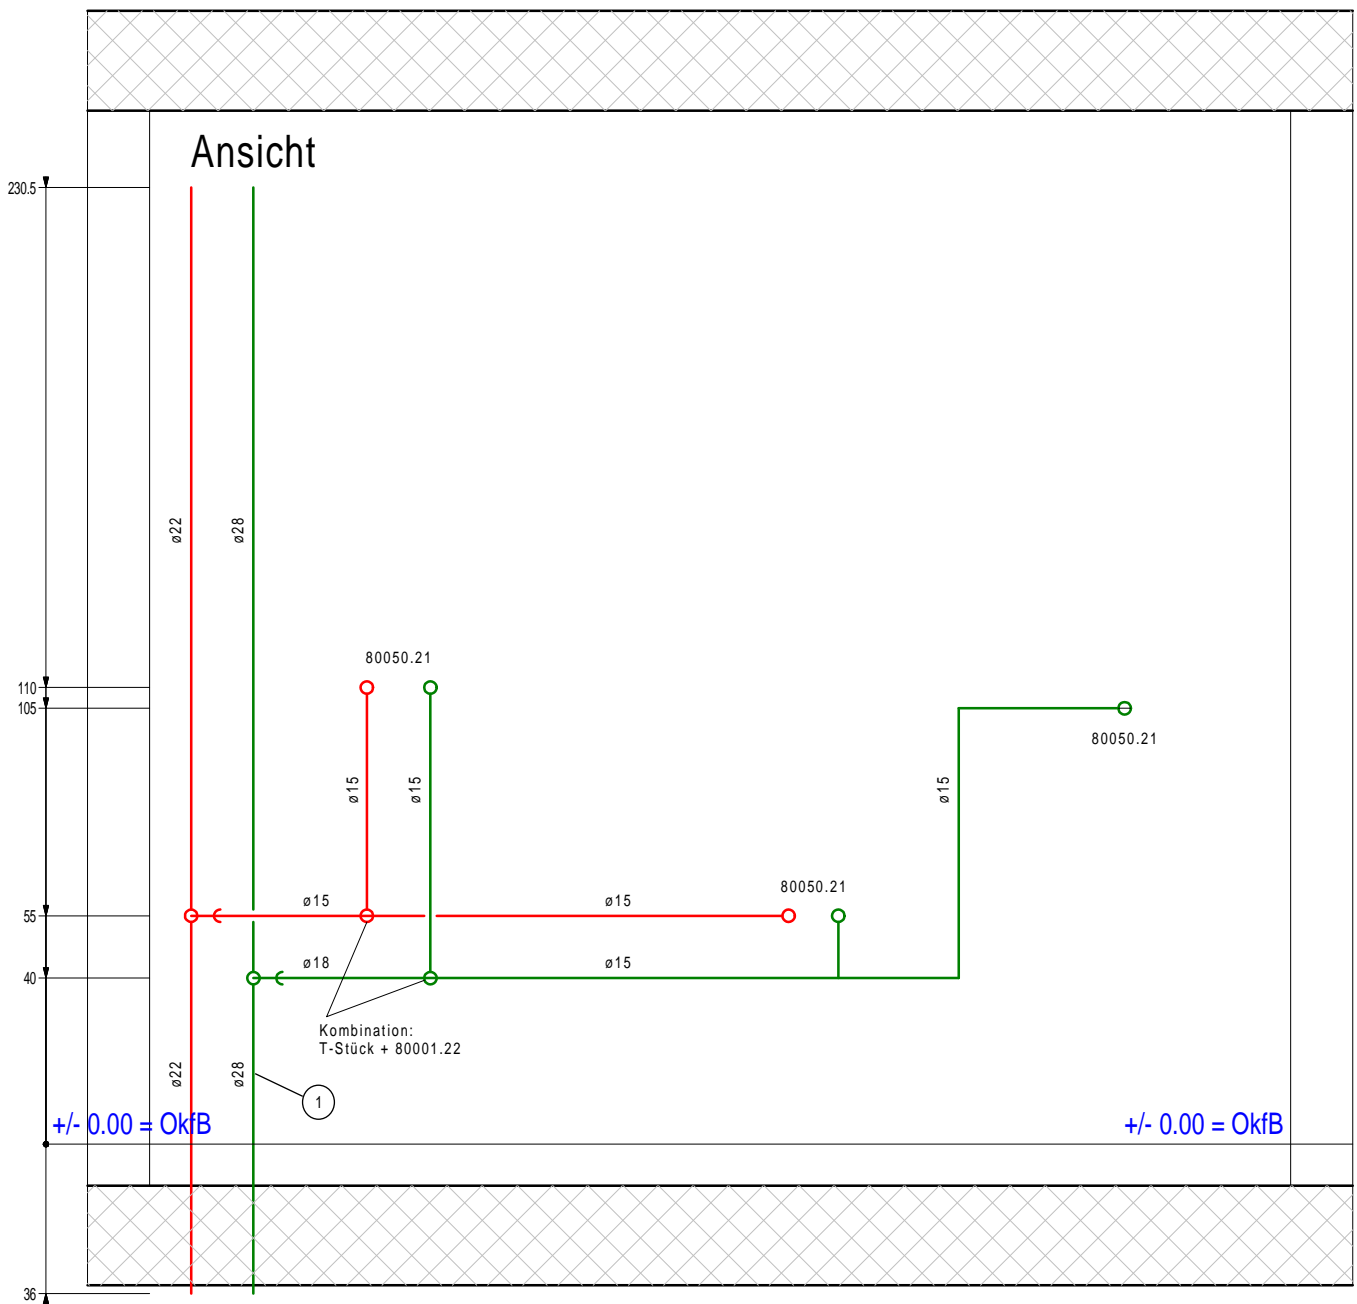 Ansicht
230.5
ø22
ø28
80050.21
110
105
80050.21
ø15
ø15
ø15
80050.21
ø15
ø15
55
ø18
ø15
40
Kombination:
T-Stück + 80001.22
ø22
ø28
1
+/- 0.00 = OkfB
+/- 0.00 = OkfB
36